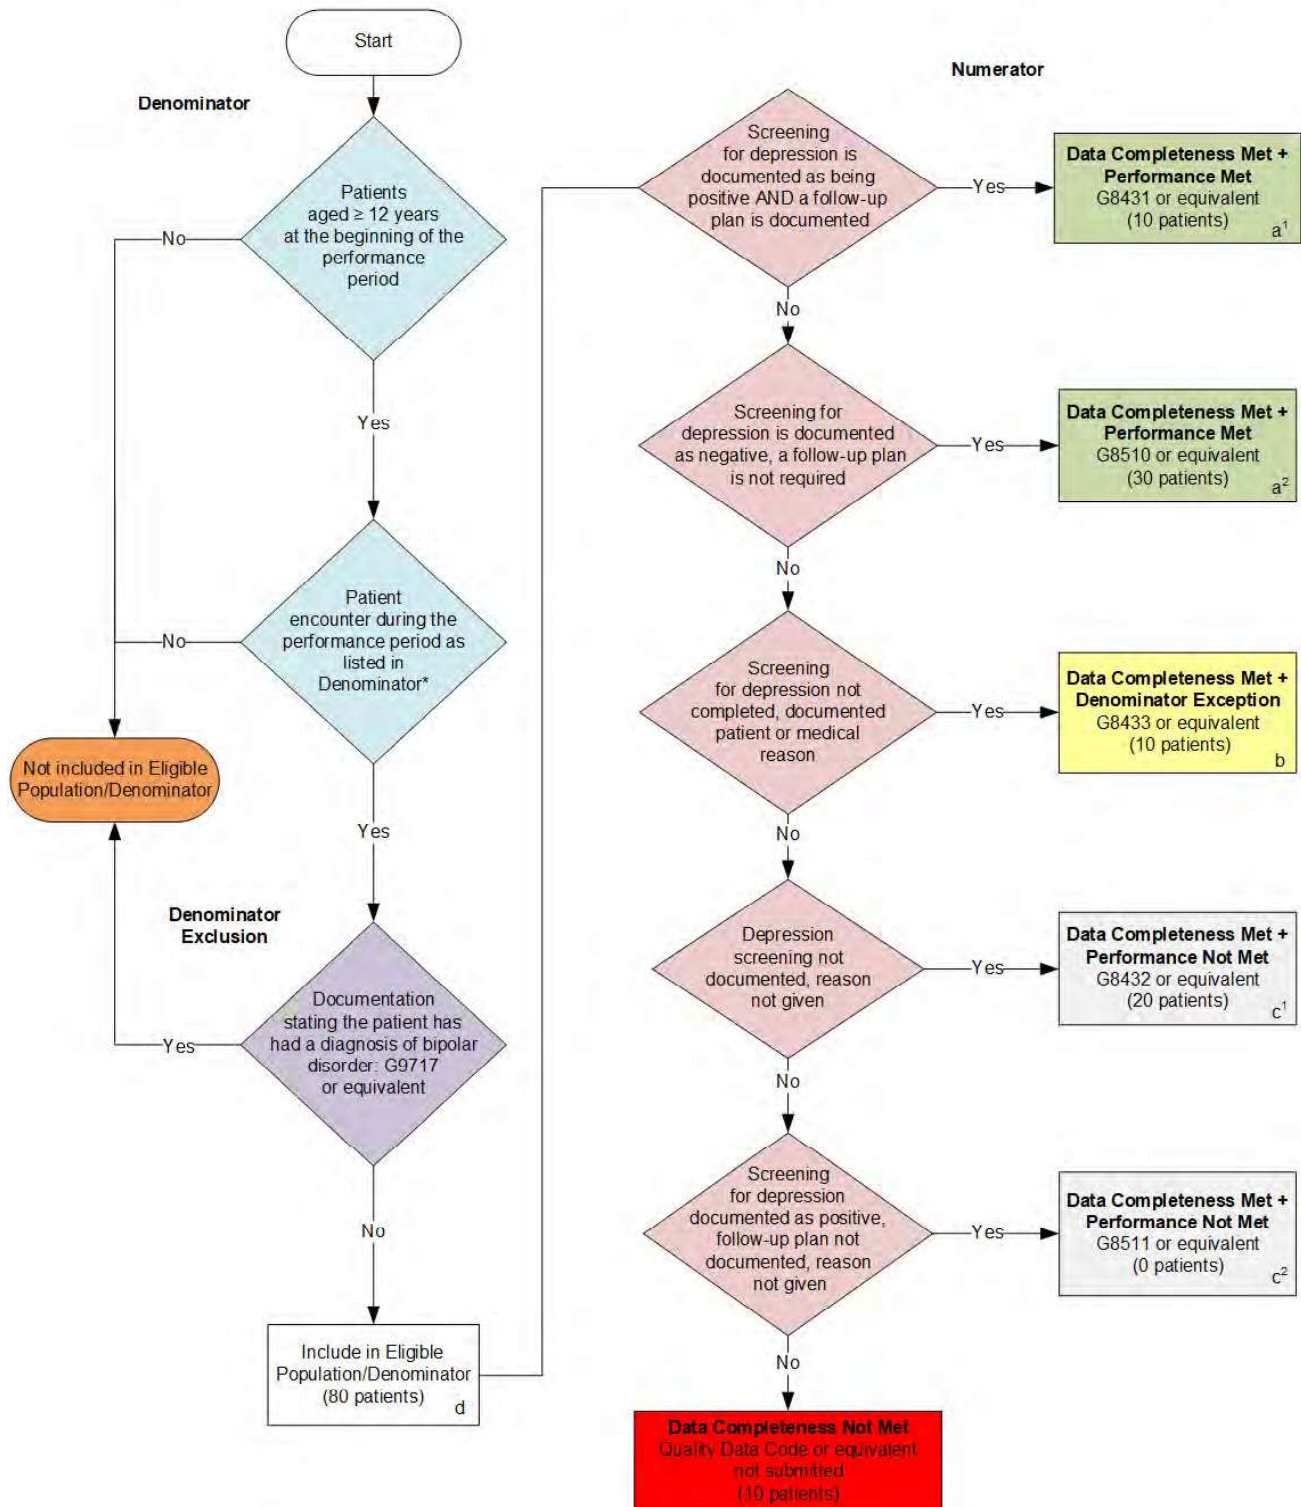 Start
Denominator
Patients
aged ≥ 12 years
at the beginning of the
performance
period
No
Yes
Patient
encounter during the
performance period as
listed in
Denominator*
No
Not included in Eligible
Population/Denominator
Yes
Denominator
Exclusion
Documentation
stating the patient has
had a diagnosis of bipolar
disorder: G9717
or equivalent
Yes
No
Include in Eligible
Population/Denominator
(80 patients)
d
Numerator
Screening
for depression is
documented as being
positive AND a follow-up
plan is documented
Yes
Data Completeness Met +
Performance Met
G8431 or equivalent
(10 patients)
a¹
No
Screening for
depression is documented
as negative, a follow-up plan
is not required
Yes
Data Completeness Met +
Performance Met
G8510 or equivalent
(30 patients)
a²
No
Screening
for depression not
completed, documented
patient or medical
reason
Yes
Data Completeness Met +
Denominator Exception
G8433 or equivalent
(10 patients)
b
No
Depression
screening not
documented, reason
not given
Yes
Data Completeness Met +
Performance Not Met
G8432 or equivalent
(20 patients)
c¹
No
Screening
for depression
documented as positive,
follow-up plan not
documented, reason
not given
Yes
Data Completeness Met +
Performance Not Met
G8511 or equivalent
(0 patients)
c²
No
Data Completeness Not Met
Quality Data Code or equivalent
not submitted
(10 patients)